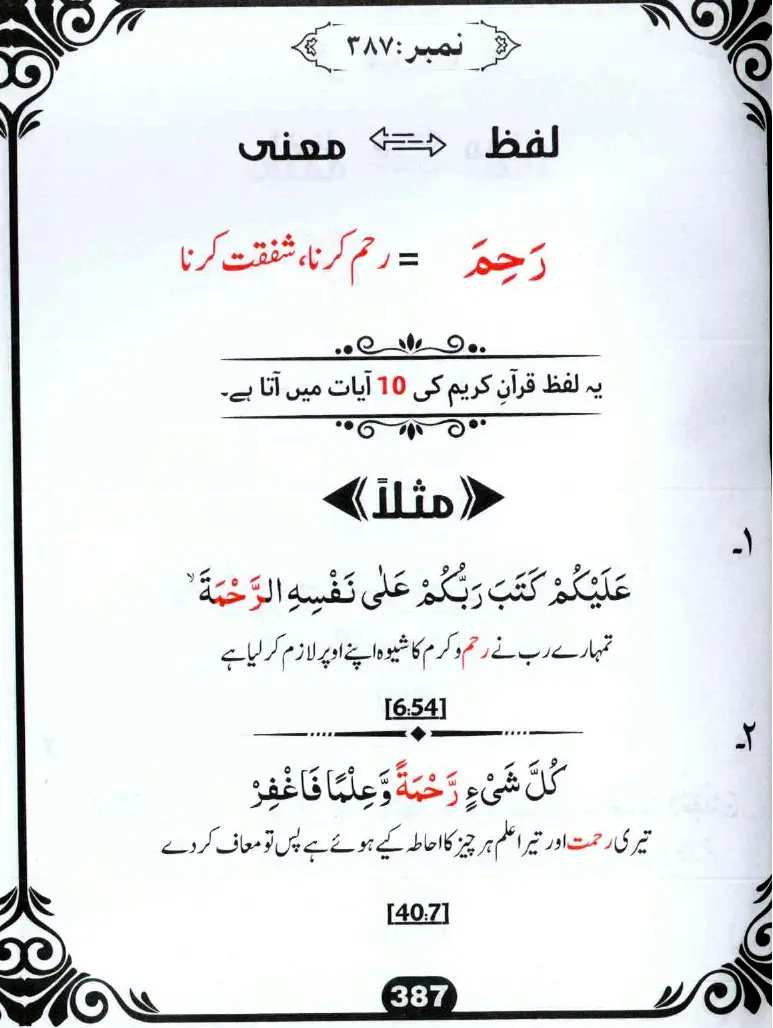 نمبر:۳۸۷
لفظ معنی
رَحِمَ = رحم کرنا، شفقت کرنا
یہ لفظ قرآنِ کریم کی 10 آیات میں آتا ہے۔
مثلاً
۱۔
عَلَيْكُمْ كَتَبَ رَبُّكُمْ عَلٰى نَفْسِهِ الرَّحْمَةَ ۙ
تمہارے رب نے رحم و کرم کا شیوہ اپنے اوپر لازم کر لیا ہے
[6:54]
۲۔
كُلَّ شَیْءٍ رَّحْمَةً وَّعِلْمًا فَاغْفِرْ
تیری رحمت اور تیرا علم ہر چیز کا احاطہ کیے ہوئے ہے پس تو معاف کر دے
[40:7]
387